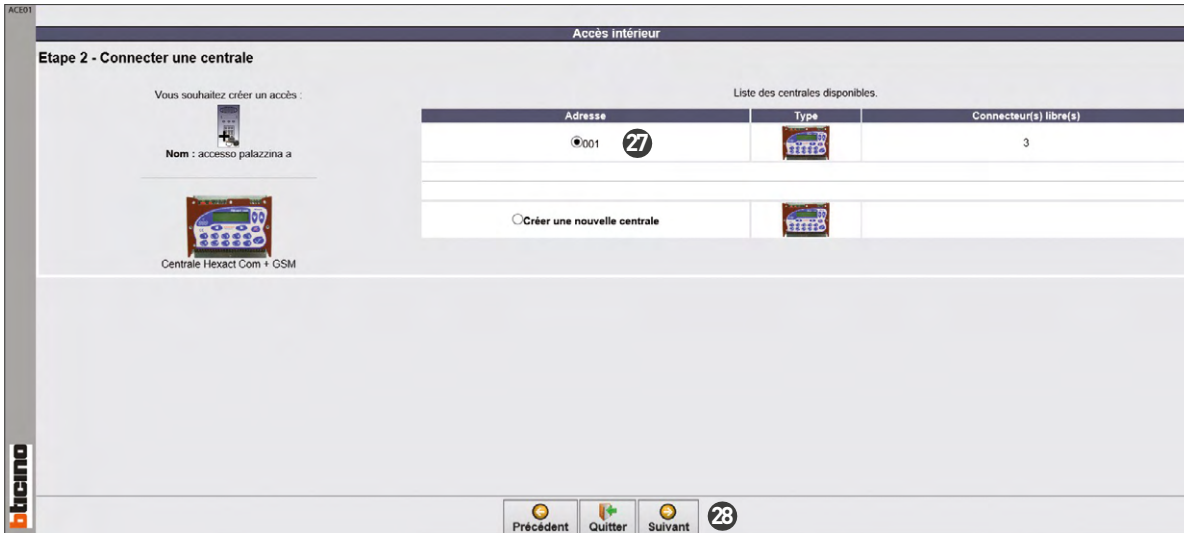 ACE01
Accès intérieur
Etape 2 - Connecter une centrale
Vous souhaitez créer un accès :
Nom : accesso palazzina a
Centrale Hexact Com + GSM
Liste des centrales disponibles.
Adresse Type Connecteur(s) libre(s)
001 27 3
Créer une nouvelle centrale
bticino
Précédent Quitter Suivant 28